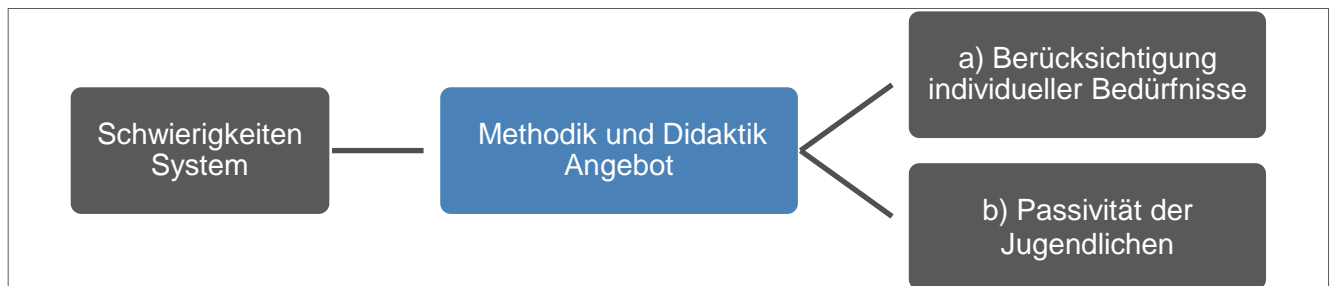 Schwierigkeiten
System
Methodik und Didaktik
Angebot
a) Berücksichtigung
individueller Bedürfnisse
b) Passivität der
Jugendlichen